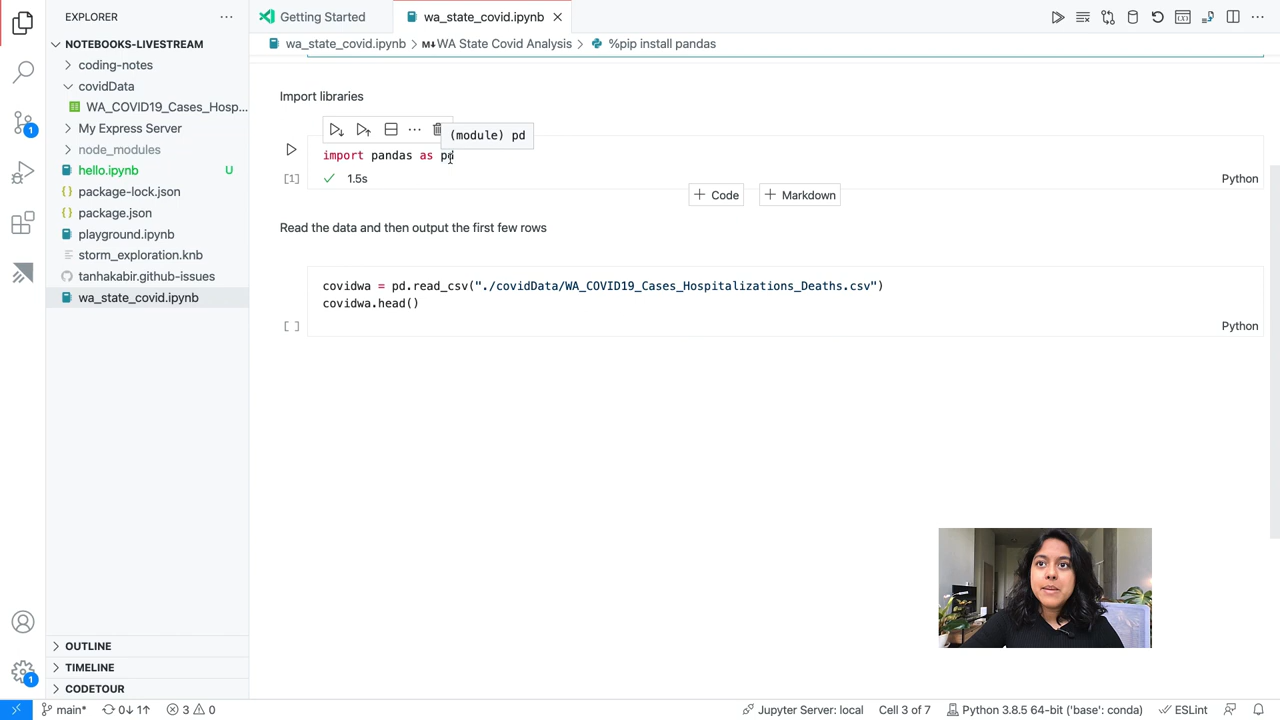 EXPLORER
Getting Started
wa_state_covid.ipynb
NOTEBOOKS-LIVESTREAM
wa_state_covid.ipynb > M↓ WA State Covid Analysis > %pip install pandas
coding-notes
covidData
WA_COVID19_Cases_Hosp...
My Express Server
node_modules
hello.ipynb U
package-lock.json
package.json
playground.ipynb
storm_exploration.knb
tanhakabir.github-issues
wa_state_covid.ipynb
OUTLINE
TIMELINE
CODETOUR
Import libraries
(module) pd
import pandas as pd
[1] 1.5s Python
+ Code + Markdown
Read the data and then output the first few rows
covidwa = pd.read_csv("./covidData/WA_COVID19_Cases_Hospitalizations_Deaths.csv")
covidwa.head()
[ ] Python
1
1
main* 0↓ 1↑ 3 0 Jupyter Server: local Cell 3 of 7 Python 3.8.5 64-bit ('base': conda) ESLint